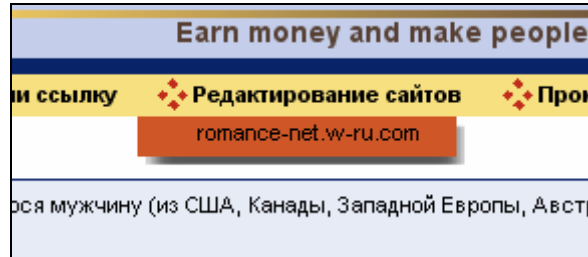 Earn money and make people
ссылку Редактирование сайтов
romance-net.w-ru.com
мужчину (из США, Канады, Западной Европы,